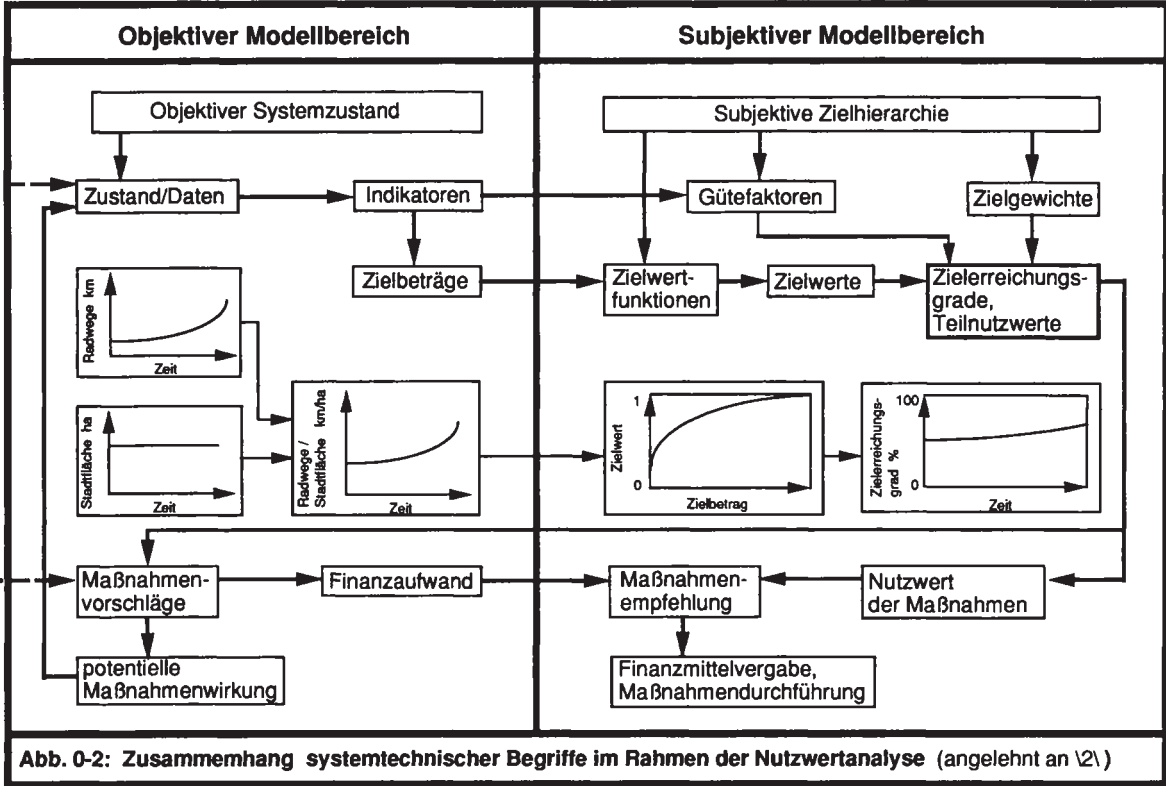 Objektiver Modellbereich
Subjektiver Modellbereich
Objektiver Systemzustand
Subjektive Zielhierarchie
Zustand/Daten
Indikatoren
Gütefaktoren
Zielgewichte
Zielbeträge
Zielwert-
funktionen
Zielwerte
Zielerreichungs-
grade,
Teilnutzwerte
Radwege km
Zeit
Stadtfläche ha
Zeit
Radwege /
Stadtfläche km/ha
Zeit
Zielwert
1
0
Zielbetrag
Zielerreichungs-
grad %
100
0
Zeit
Maßnahmen-
vorschläge
Finanzaufwand
Maßnahmen-
empfehlung
Nutzwert
der Maßnahmen
potentielle
Maßnahmenwirkung
Finanzmittelvergabe,
Maßnahmendurchführung
Abb. 0-2: Zusammemhang systemtechnischer Begriffe im Rahmen der Nutzwertanalyse (angelehnt an \2\)